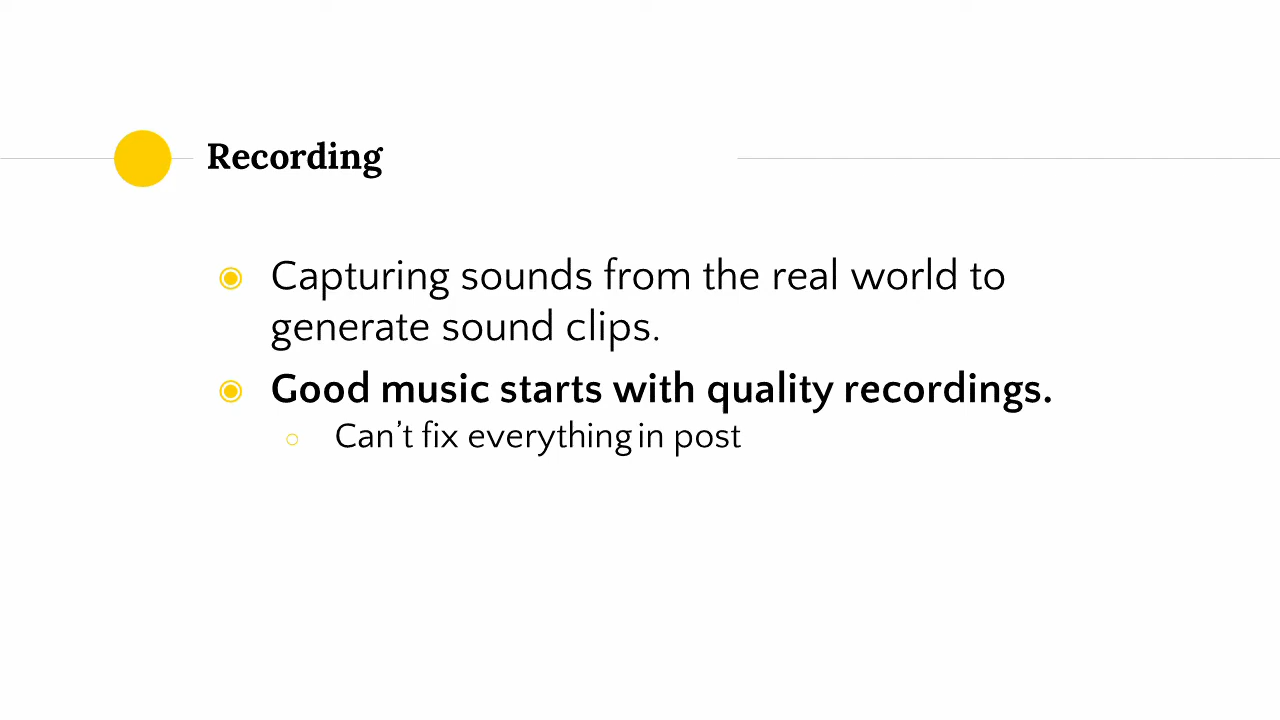 Recording
Capturing sounds from the real world to
generate sound clips.
Good music starts with quality recordings.
Can’t fix everything in post